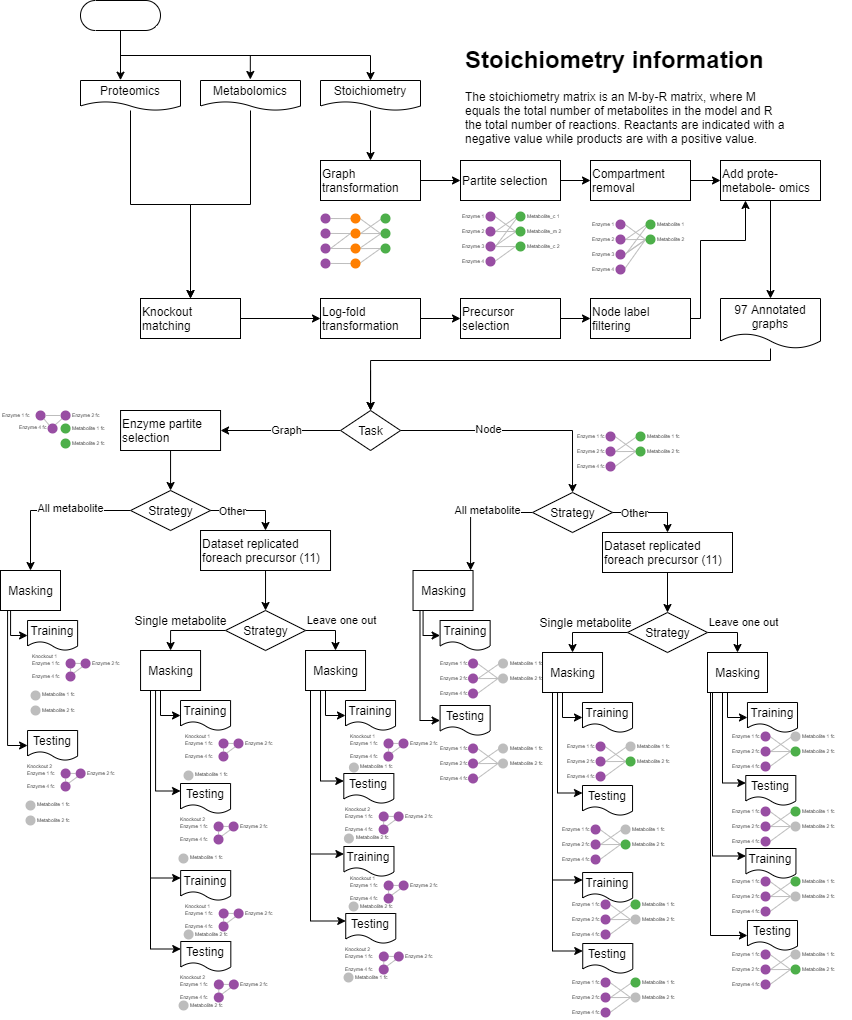 Stoichiometry information
Proteomics
Metabolomics
Stoichiometry
The stoichiometry matrix is an M-by-R matrix, where M
equals the total number of metabolites in the model and R
the total number of reactions. Reactants are indicated with a
negative value while products are with a positive value.
Graph
transformation
Partite selection
Compartment
removal
Add prote-
metabole- omics
Enzyme 1
Metabolite_c 1
Enzyme 2
Metabolite_m 2
Enzyme 3
Metabolite_c 2
Enzyme 4
Enzyme 1
Metabolite 1
Enzyme 2
Metabolite 2
Enzyme 3
Enzyme 4
Knockout
matching
Log-fold
transformation
Precursor
selection
Node label
filtering
97 Annotated
graphs
Enzyme 1 fc
Enzyme 2 fc
Enzyme 4 fc
Metabolite 1 fc
Metabolite 2 fc
Enzyme partite
selection
Graph
Task
Node
Enzyme 1 fc
Metabolite 1 fc
Enzyme 2 fc
Metabolite 2 fc
Enzyme 4 fc
All metabolite
Strategy
Other
All metabolite
Strategy
Other
Dataset replicated
foreach precursor (11)
Dataset replicated
foreach precursor (11)
Masking
Training
Knockout 1
Enzyme 1 fc
Enzyme 2 fc
Enzyme 4 fc
Metabolite 1 fc
Metabolite 2 fc
Testing
Knockout 2
Enzyme 1 fc
Enzyme 2 fc
Enzyme 4 fc
Metabolite 1 fc
Metabolite 2 fc
Single metabolite
Strategy
Leave one out
Masking
Training
Knockout 1
Enzyme 1 fc
Enzyme 2 fc
Enzyme 4 fc
Metabolite 1 fc
Testing
Knockout 2
Enzyme 1 fc
Enzyme 2 fc
Enzyme 4 fc
Metabolite 1 fc
Training
Knockout 1
Enzyme 1 fc
Enzyme 2 fc
Enzyme 4 fc
Metabolite 2 fc
Testing
Knockout 2
Enzyme 1 fc
Enzyme 2 fc
Enzyme 4 fc
Metabolite 2 fc
Masking
Training
Knockout 1
Enzyme 1 fc
Enzyme 2 fc
Enzyme 4 fc
Metabolite 1 fc
Testing
Knockout 2
Enzyme 1 fc
Enzyme 2 fc
Enzyme 4 fc
Metabolite 2 fc
Training
Knockout 1
Enzyme 1 fc
Enzyme 2 fc
Enzyme 4 fc
Metabolite 2 fc
Testing
Knockout 2
Enzyme 1 fc
Enzyme 2 fc
Enzyme 4 fc
Metabolite 1 fc
Masking
Training
Enzyme 1 fc
Metabolite 1 fc
Enzyme 2 fc
Metabolite 2 fc
Enzyme 4 fc
Testing
Enzyme 1 fc
Metabolite 1 fc
Enzyme 2 fc
Metabolite 2 fc
Enzyme 4 fc
Single metabolite
Strategy
Leave one out
Masking
Training
Enzyme 1 fc
Metabolite 1 fc
Enzyme 2 fc
Metabolite 2 fc
Enzyme 4 fc
Testing
Enzyme 1 fc
Metabolite 1 fc
Enzyme 2 fc
Metabolite 2 fc
Enzyme 4 fc
Training
Enzyme 1 fc
Metabolite 1 fc
Enzyme 2 fc
Metabolite 2 fc
Enzyme 4 fc
Testing
Enzyme 1 fc
Metabolite 1 fc
Enzyme 2 fc
Metabolite 2 fc
Enzyme 4 fc
Masking
Training
Enzyme 1 fc
Metabolite 1 fc
Enzyme 2 fc
Metabolite 2 fc
Enzyme 4 fc
Testing
Enzyme 1 fc
Metabolite 1 fc
Enzyme 2 fc
Metabolite 2 fc
Enzyme 4 fc
Training
Enzyme 1 fc
Metabolite 1 fc
Enzyme 2 fc
Metabolite 2 fc
Enzyme 4 fc
Testing
Enzyme 1 fc
Metabolite 1 fc
Enzyme 2 fc
Metabolite 2 fc
Enzyme 4 fc